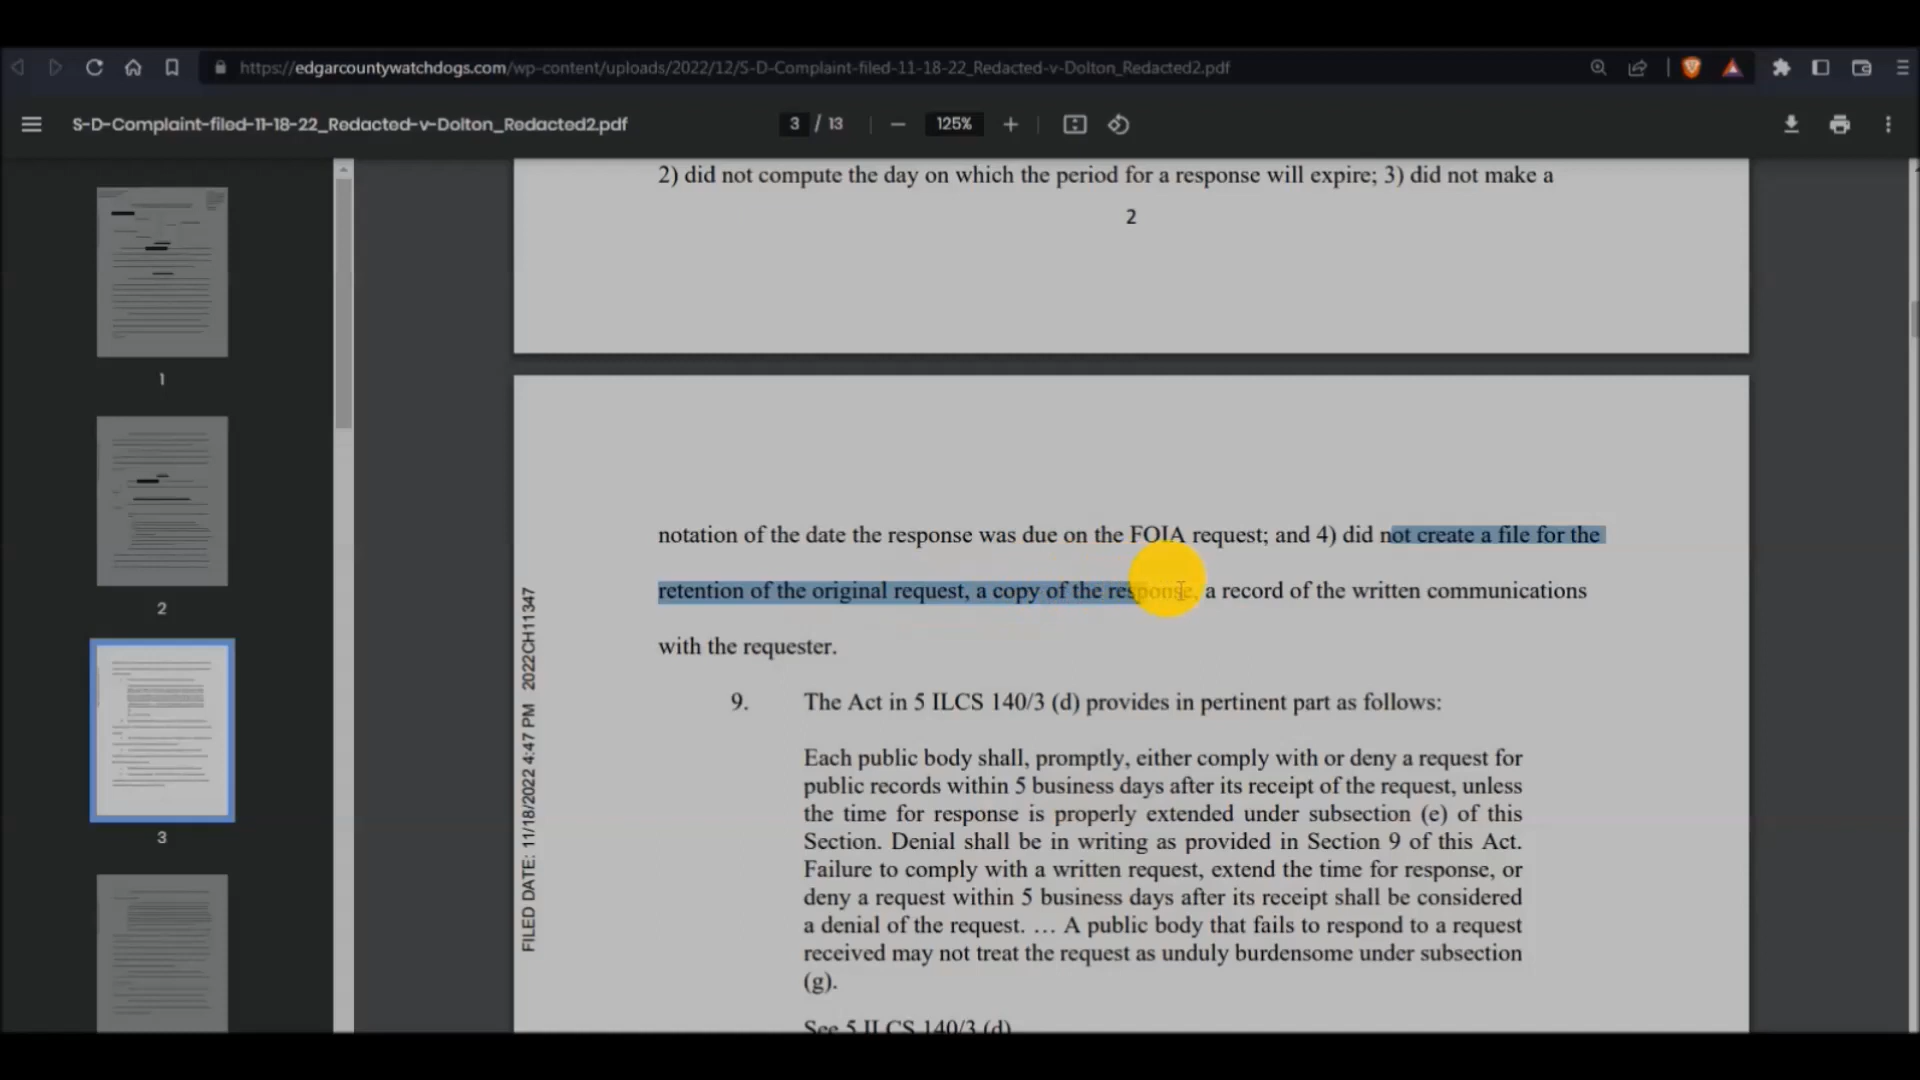 https://edgarcountywatchdogs.com/wp-content/uploads/2022/12/S-D-Complaint-filed-11-18-22_Redacted-v-Dolton_Redacted2.pdf
S-D-Complaint-filed-11-18-22_Redacted-v-Dolton_Redacted2.pdf
3 / 13
125%
2) did not compute the day on which the period for a response will expire; 3) did not make a
2
1
2
3
notation of the date the response was due on the FOIA request; and 4) did not create a file for the
retention of the original request, a copy of the response, a record of the written communications
with the requester.
FILED DATE: 11/18/2022 4:47 PM 2022CH11347
9. The Act in 5 ILCS 140/3 (d) provides in pertinent part as follows:
Each public body shall, promptly, either comply with or deny a request for
public records within 5 business days after its receipt of the request, unless
the time for response is properly extended under subsection (e) of this
Section. Denial shall be in writing as provided in Section 9 of this Act.
Failure to comply with a written request, extend the time for response, or
deny a request within 5 business days after its receipt shall be considered
a denial of the request. … A public body that fails to respond to a request
received may not treat the request as unduly burdensome under subsection
(g).
See 5 ILCS 140/3 (d)